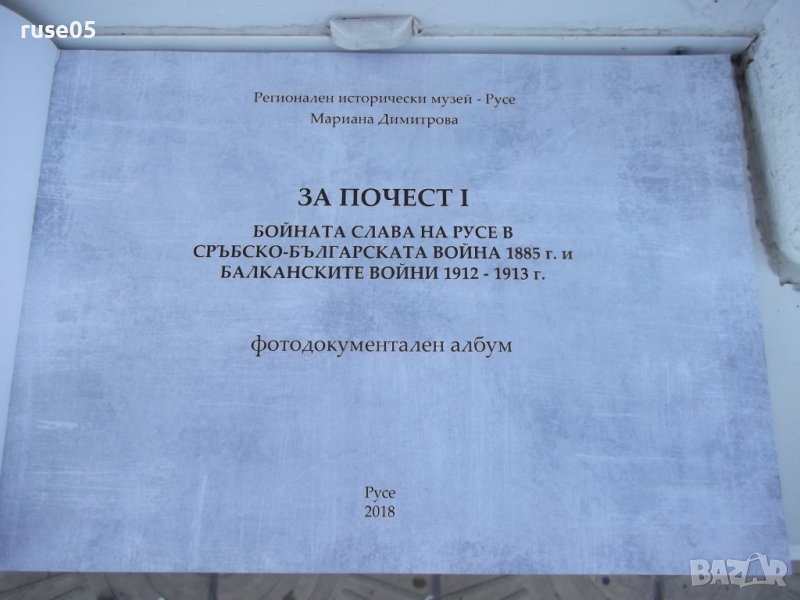 ruse05
Регионален исторически музей - Русе
Мариана Димитрова
ЗА ПОЧЕСТ I
БОЙНАТА СЛАВА НА РУСЕ В
СРЪБСКО-БЪЛГАРСКАТА ВОЙНА 1885 г. и
БАЛКАНСКИТЕ ВОЙНИ 1912 - 1913 г.
фотодокументален албум
Русе
2018
BAZAR